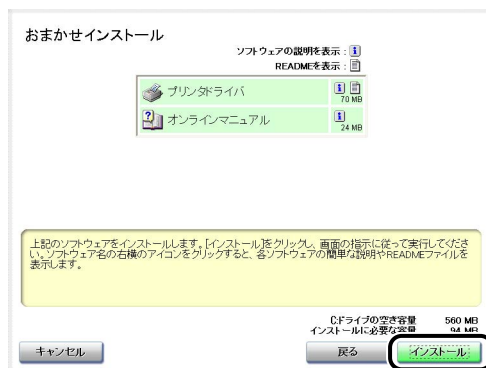 おまかせインストール
ソフトウェアの説明を表示 :
READMEを表示 :
プリンタドライバ
70 MB
オンラインマニュアル
24 MB
上記のソフトウェアをインストールします。[インストール]をクリックし、画面の指示に従って実行してくださ
い。ソフトウェア名の右横のアイコンをクリックすると、各ソフトウェアの簡単な説明やREADMEファイルを
表示します。
C:ドライブの空き容量 560 MB
インストールに必要な容量 94 MB
キャンセル
戻る
インストール